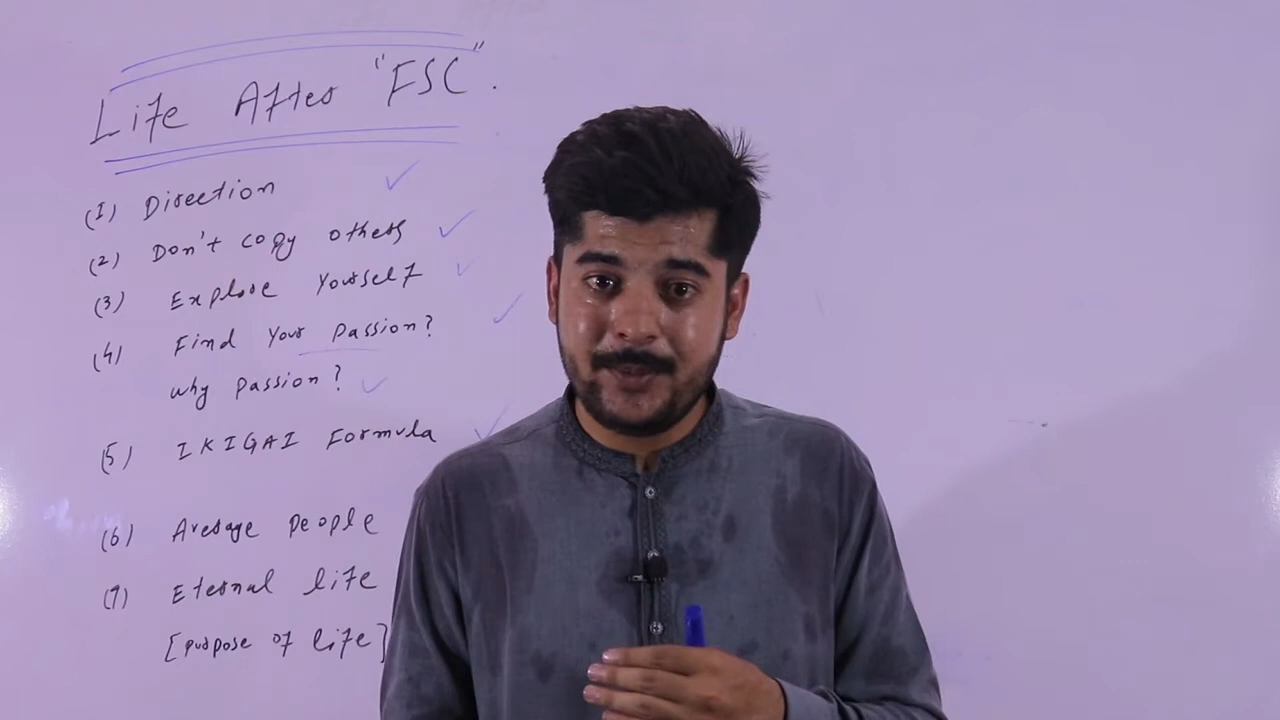 Life After "FSC".
(1) Direction
(2) Don't copy others
(3) Explore Yourself
(4) Find Your Passion?
why Passion?
(5) IKIGAI Formula
(6) Average People
(7) Eternal life
[purpose of life]